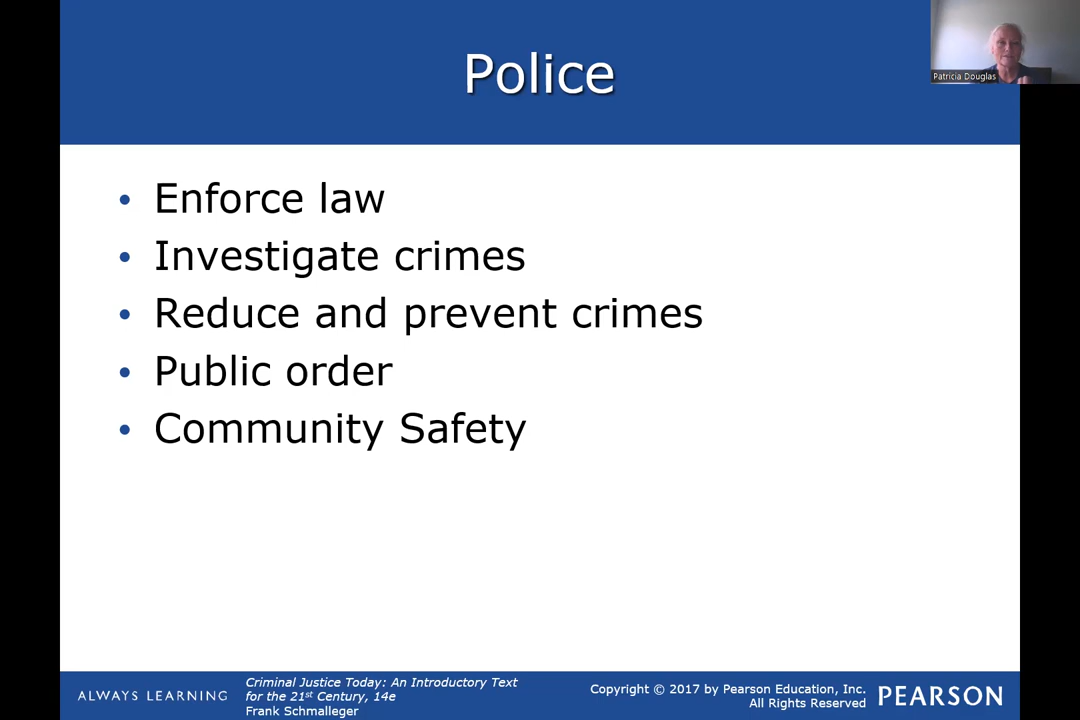 Police
Patricia Douglas
• Enforce law
• Investigate crimes
• Reduce and prevent crimes
• Public order
• Community Safety
ALWAYS LEARNING
Criminal Justice Today: An Introductory Text
for the 21st Century, 14e
Frank Schmalleger
Copyright © 2017 by Pearson Education, Inc.
All Rights Reserved
PEARSON